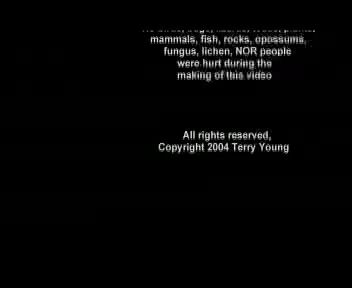 mammals, fish, rocks, opossums,
fungus, lichen, NOR people
were hurt during the
making of this video
All rights reserved,
Copyright 2004 Terry Young